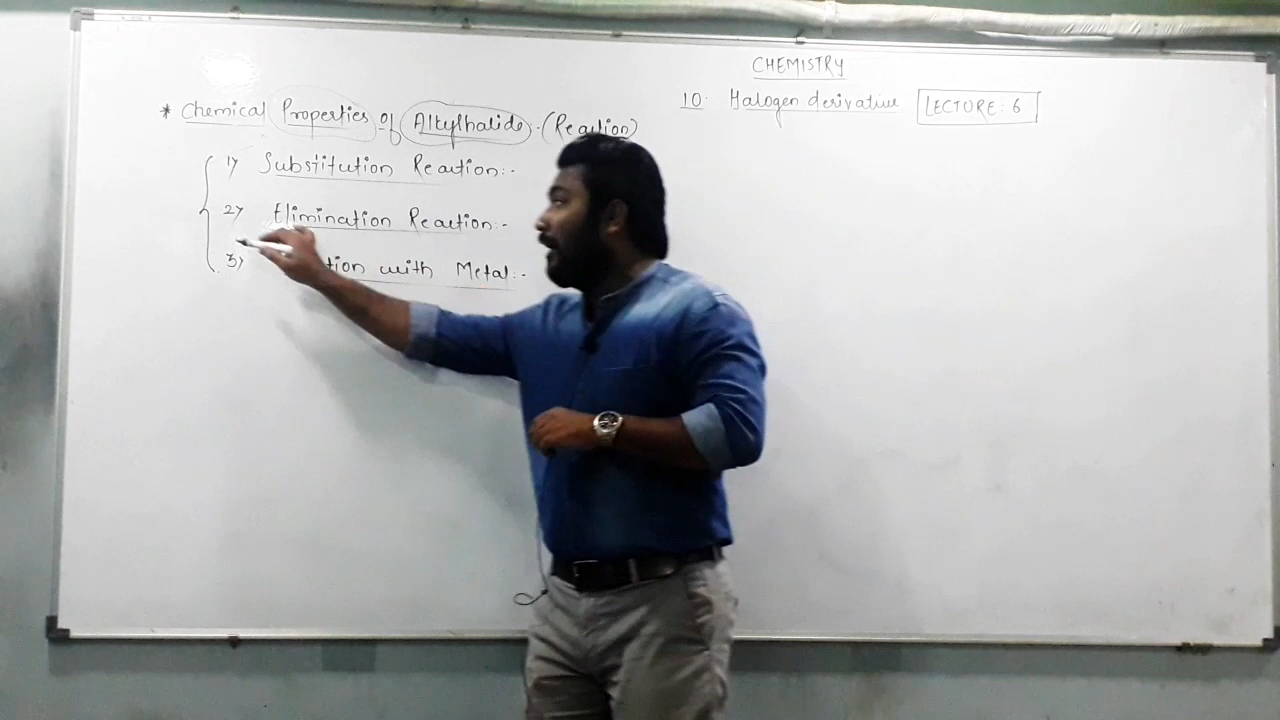 CHEMISTRY
10. Halogen derivative LECTURE: 6
* Chemical Properties of Alkylhalide. (Reaction)
1) Substitution Reaction:-
2) Elimination Reaction:-
3) tion with Metal:-